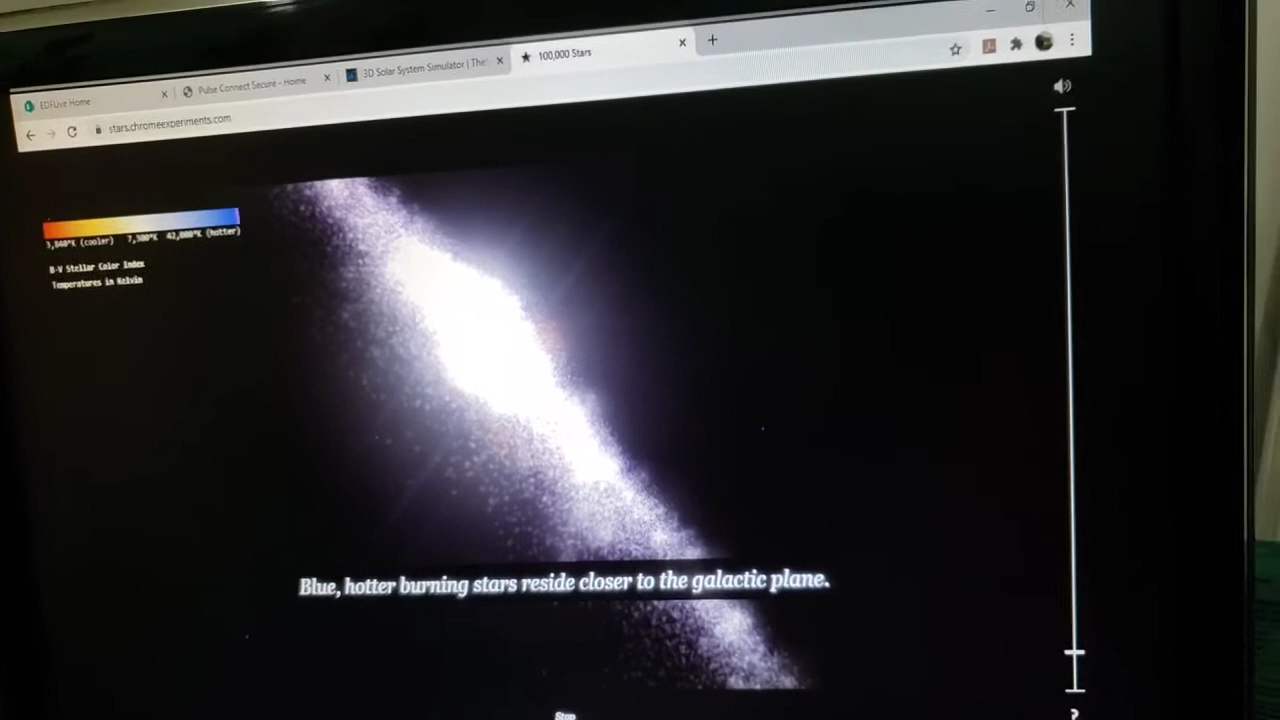 EDFLive Home
Pulse Connect Secure - Home
3D Solar System Simulator | The
100,000 Stars
stars.chromeexperiments.com
3,840°K (cooler) 7,300°K 42,000°K (hotter)
B-V Stellar Color Index
Temperatures in Kelvin
Blue, hotter burning stars reside closer to the galactic plane.
Stop
?